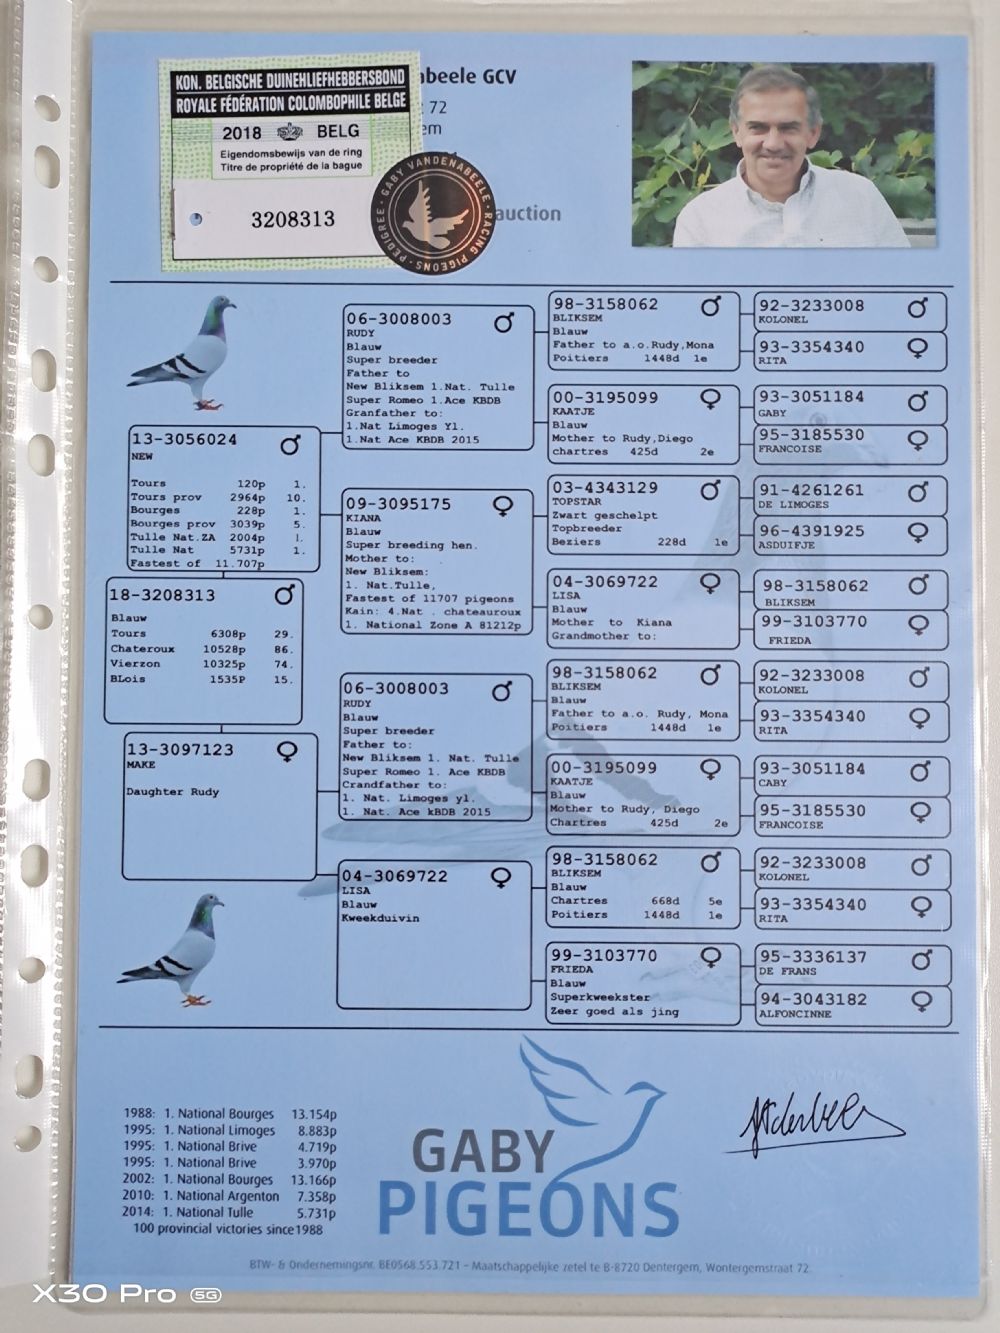 KON. BELGISCHE DUIVENLIEFHEBBERSBOND
ROYALE FÉDÉRATION COLOMBOPHILE BELGE
2018 BELG
Eigendomsbewijs van de ring
Titre de propriété de la bague
3208313
abeele GCV
72
em
auction
GABY VANDENABEELE · RACING PIGEONS · PEDIGREE ·
13-3056024
NEW
Tours 120p 1.
Tours prov 2964p 10.
Bourges 228p 1.
Bourges prov 3039p 5.
Tulle Nat.ZA 2004p 1.
Tulle Nat 5731p 1.
Fastest of 11.707p
18-3208313
Blauw
Tours 6308p 29.
Chateroux 10528p 86.
Vierzon 10325p 74.
BLois 1535P 15.
13-3097123
MAKE
Daughter Rudy
06-3008003
RUDY
Blauw
Super breeder
Father to
New Bliksem 1.Nat. Tulle
Super Romeo 1.Ace KBDB
Granfather to:
1.Nat Limoges Yl.
1.Nat Ace KBDB 2015
09-3095175
KIANA
Blauw
Super breeding hen.
Mother to:
New Bliksem:
1. Nat.Tulle,
Fastest of 11707 pigeons
Kain: 4.Nat . chateauroux
1. National Zone A 81212p
06-3008003
RUDY
Blauw
Super breeder
Father to:
New Bliksem 1. Nat. Tulle
Super Romeo 1. Ace KBDB
Crandfather to:
1. Nat. Limoges yl.
1. Nat. Ace kBDB 2015
04-3069722
LISA
Blauw
Kweekduivin
98-3158062
BLIKSEM
Blauw
Father to a.o.Rudy,Mona
Poitiers 1448d 1e
00-3195099
KAATJE
Blauw
Mother to Rudy,Diego
chartres 425d 2e
03-4343129
TOPSTAR
Zwart geschelpt
Topbreeder
Beziers 228d 1e
04-3069722
LISA
Blauw
Mother to Kiana
Grandmother to:
98-3158062
BLIKSEM
Blauw
Father to a.o. Rudy, Mona
Poitiers 1448d 1e
00-3195099
KAATJE
Blauw
Mother to Rudy, Diego
Chartres 425d 2e
98-3158062
BLIKSEM
Blauw
Chartres 668d 5e
Poitiers 1448d 1e
99-3103770
FRIEDA
Blauw
Superkweekster
Zeer goed als jing
92-3233008
KOLONEL
93-3354340
RITA
93-3051184
GABY
95-3185530
FRANCOISE
91-4261261
DE LIMOGES
96-4391925
ASDUIFJE
98-3158062
BLIKSEM
99-3103770
FRIEDA
92-3233008
KOLONEL
93-3354340
RITA
93-3051184
CABY
95-3185530
FRANCOISE
92-3233008
KOLONEL
93-3354340
RITA
95-3336137
DE FRANS
94-3043182
ALFONCINNE
1988: 1. National Bourges 13.154p
1995: 1. National Limoges 8.883p
1995: 1. National Brive 4.719p
1995: 1. National Brive 3.970p
2002: 1. National Bourges 13.166p
2010: 1. National Argenton 7.358p
2014: 1. National Tulle 5.731p
100 provincial victories since 1988
GABY
PIGEONS
BTW- & Ondernemingsnr. BE0568.553.721 – Maatschappelijke zetel te B-8720 Dentergem, Wontergemstraat 72
X30 Pro 5G